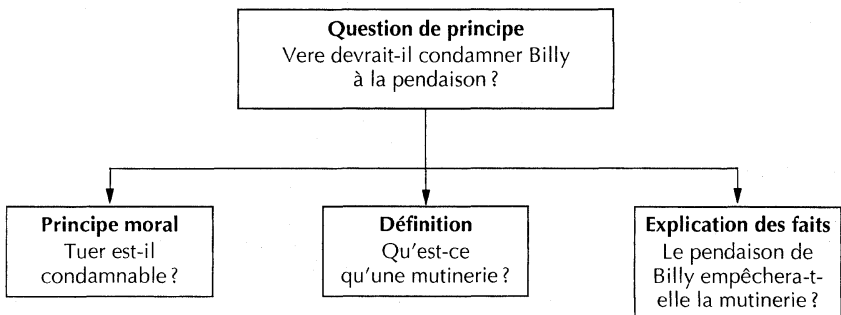 Question de principe
Vere devrait-il condamner Billy
à la pendaison ?
Principe moral
Tuer est-il
condamnable ?
Définition
Qu'est-ce
qu'une mutinerie ?
Explication des faits
Le pendaison de
Billy empêchera-t-
elle la mutinerie ?